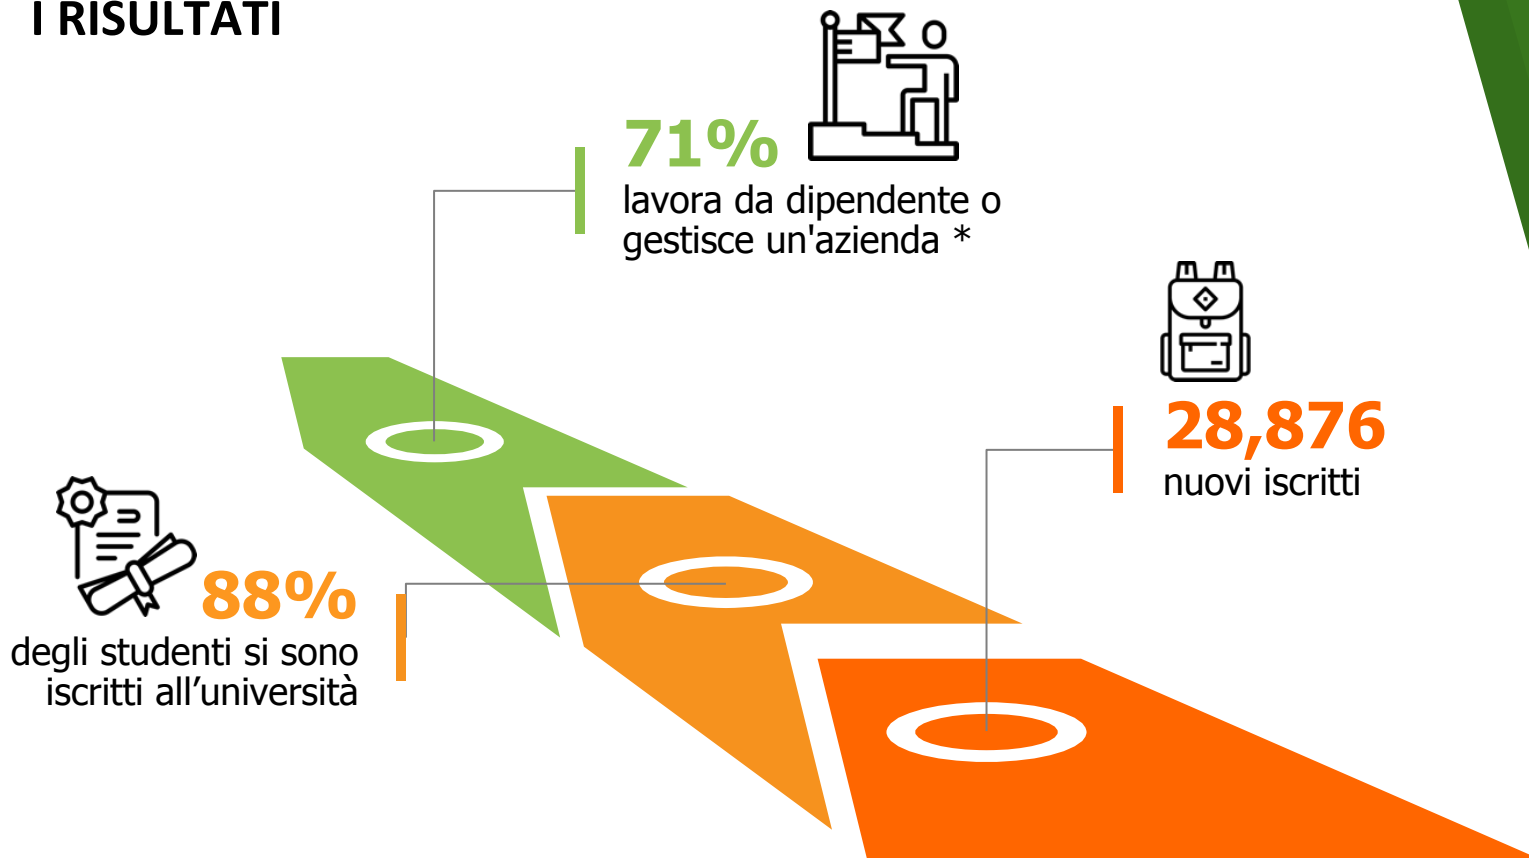 I RISULTATI
71%
lavora da dipendente o
gestisce un'azienda *
28,876
nuovi iscritti
88%
degli studenti si sono
iscritti all’università